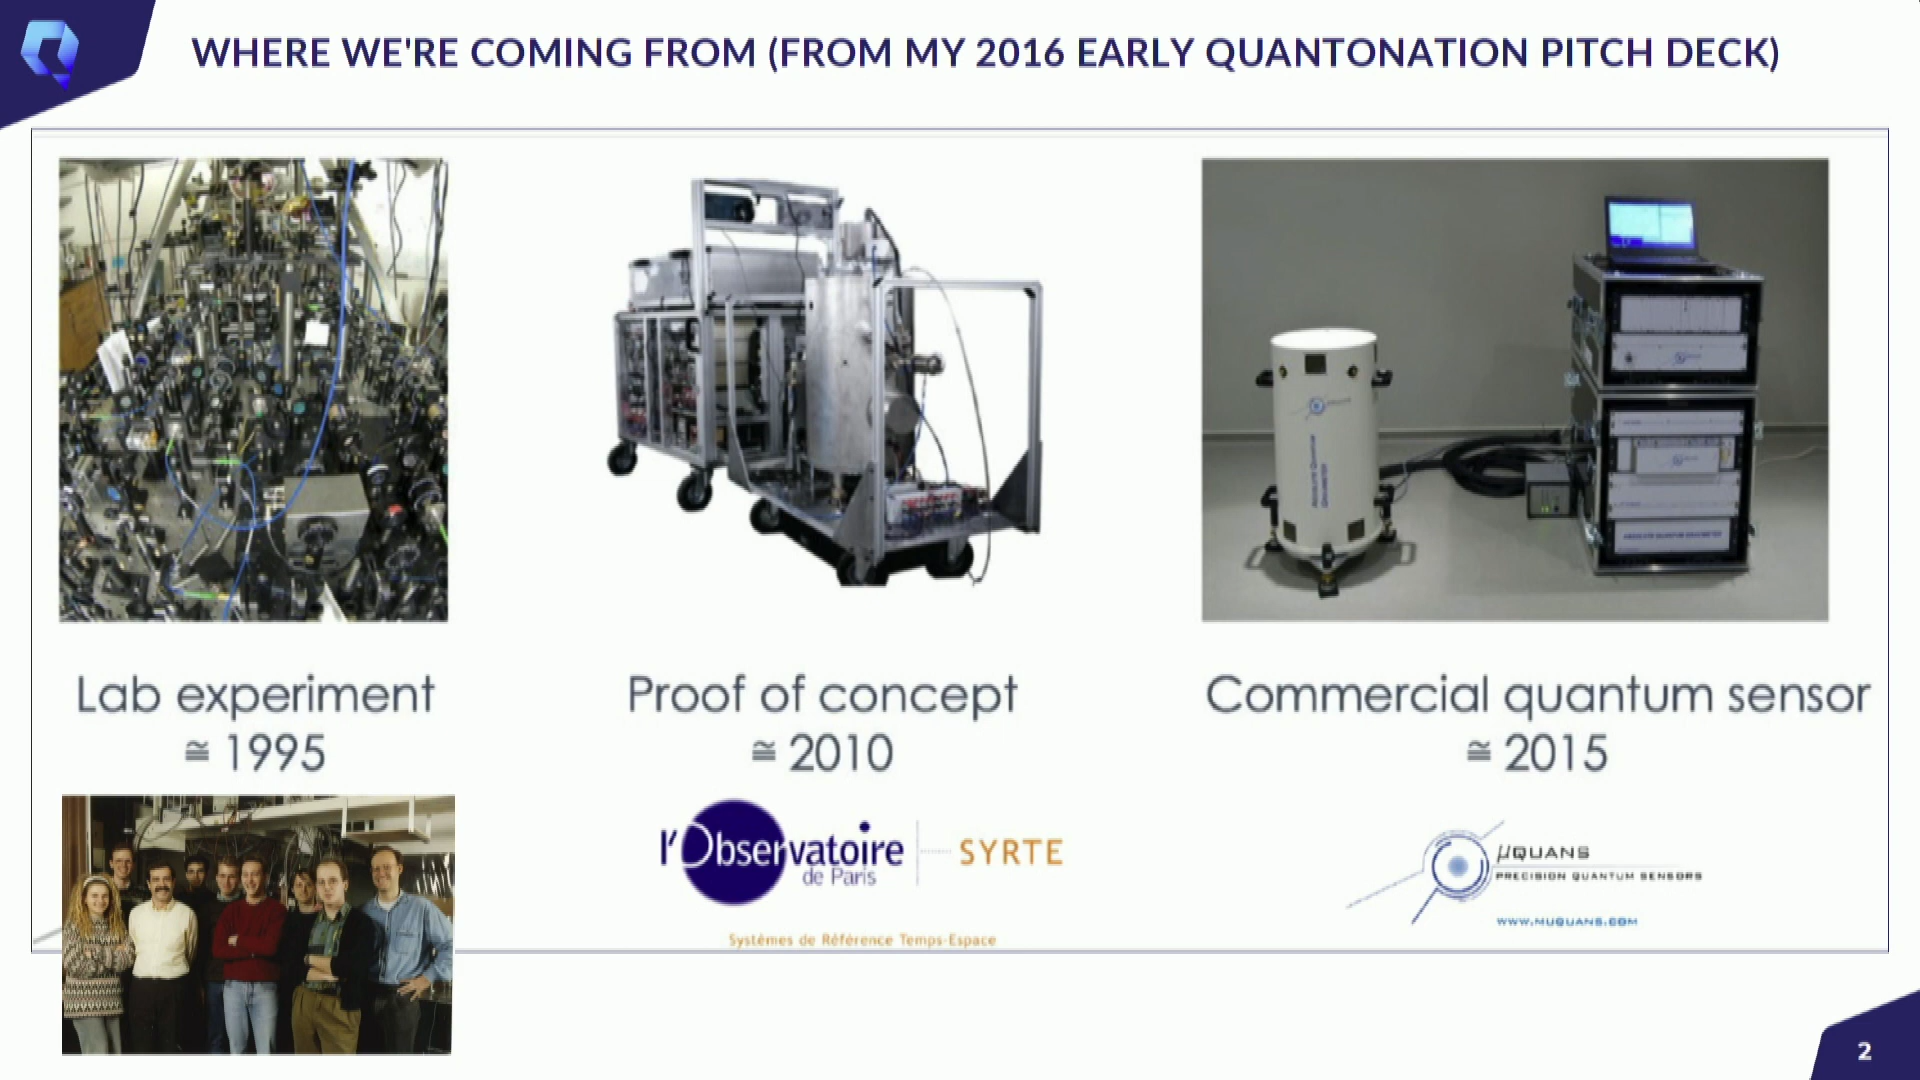 WHERE WE'RE COMING FROM (FROM MY 2016 EARLY QUANTONATION PITCH DECK)
Lab experiment
≅ 1995
Proof of concept
≅ 2010
Commercial quantum sensor
≅ 2015
l'Observatoire
de Paris
SYRTE
Systèmes de Référence Temps-Espace
μQUANS
PRECISION QUANTUM SENSORS
WWW.MUQUANS.COM
2